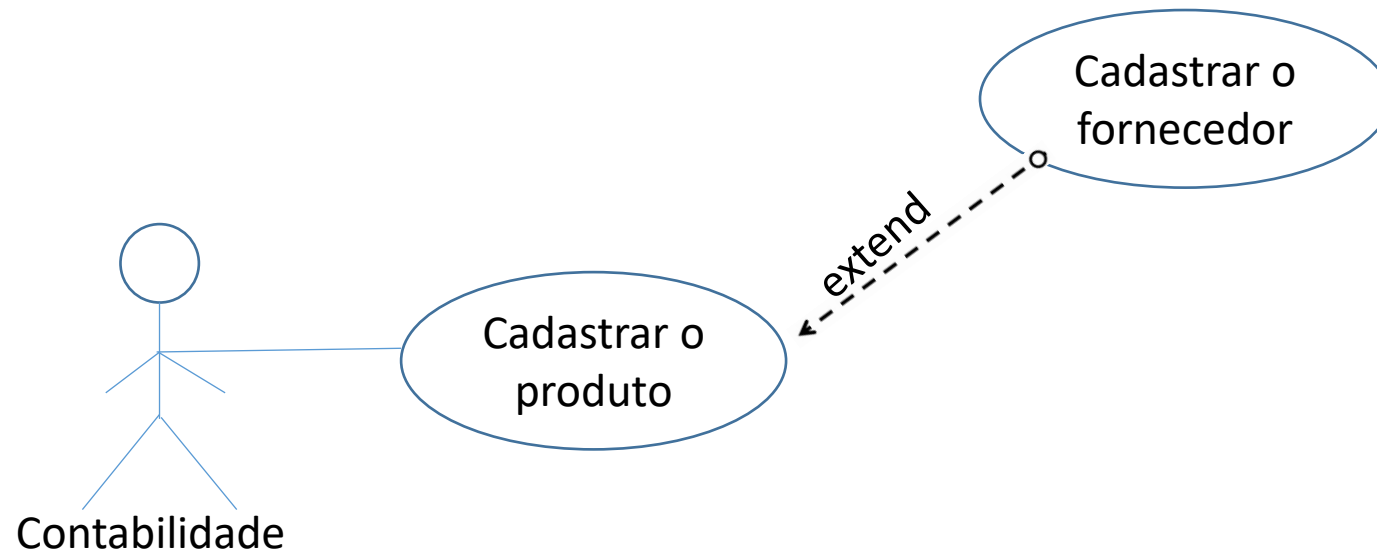 Cadastrar o
fornecedor
extend
Cadastrar o
produto
Contabilidade